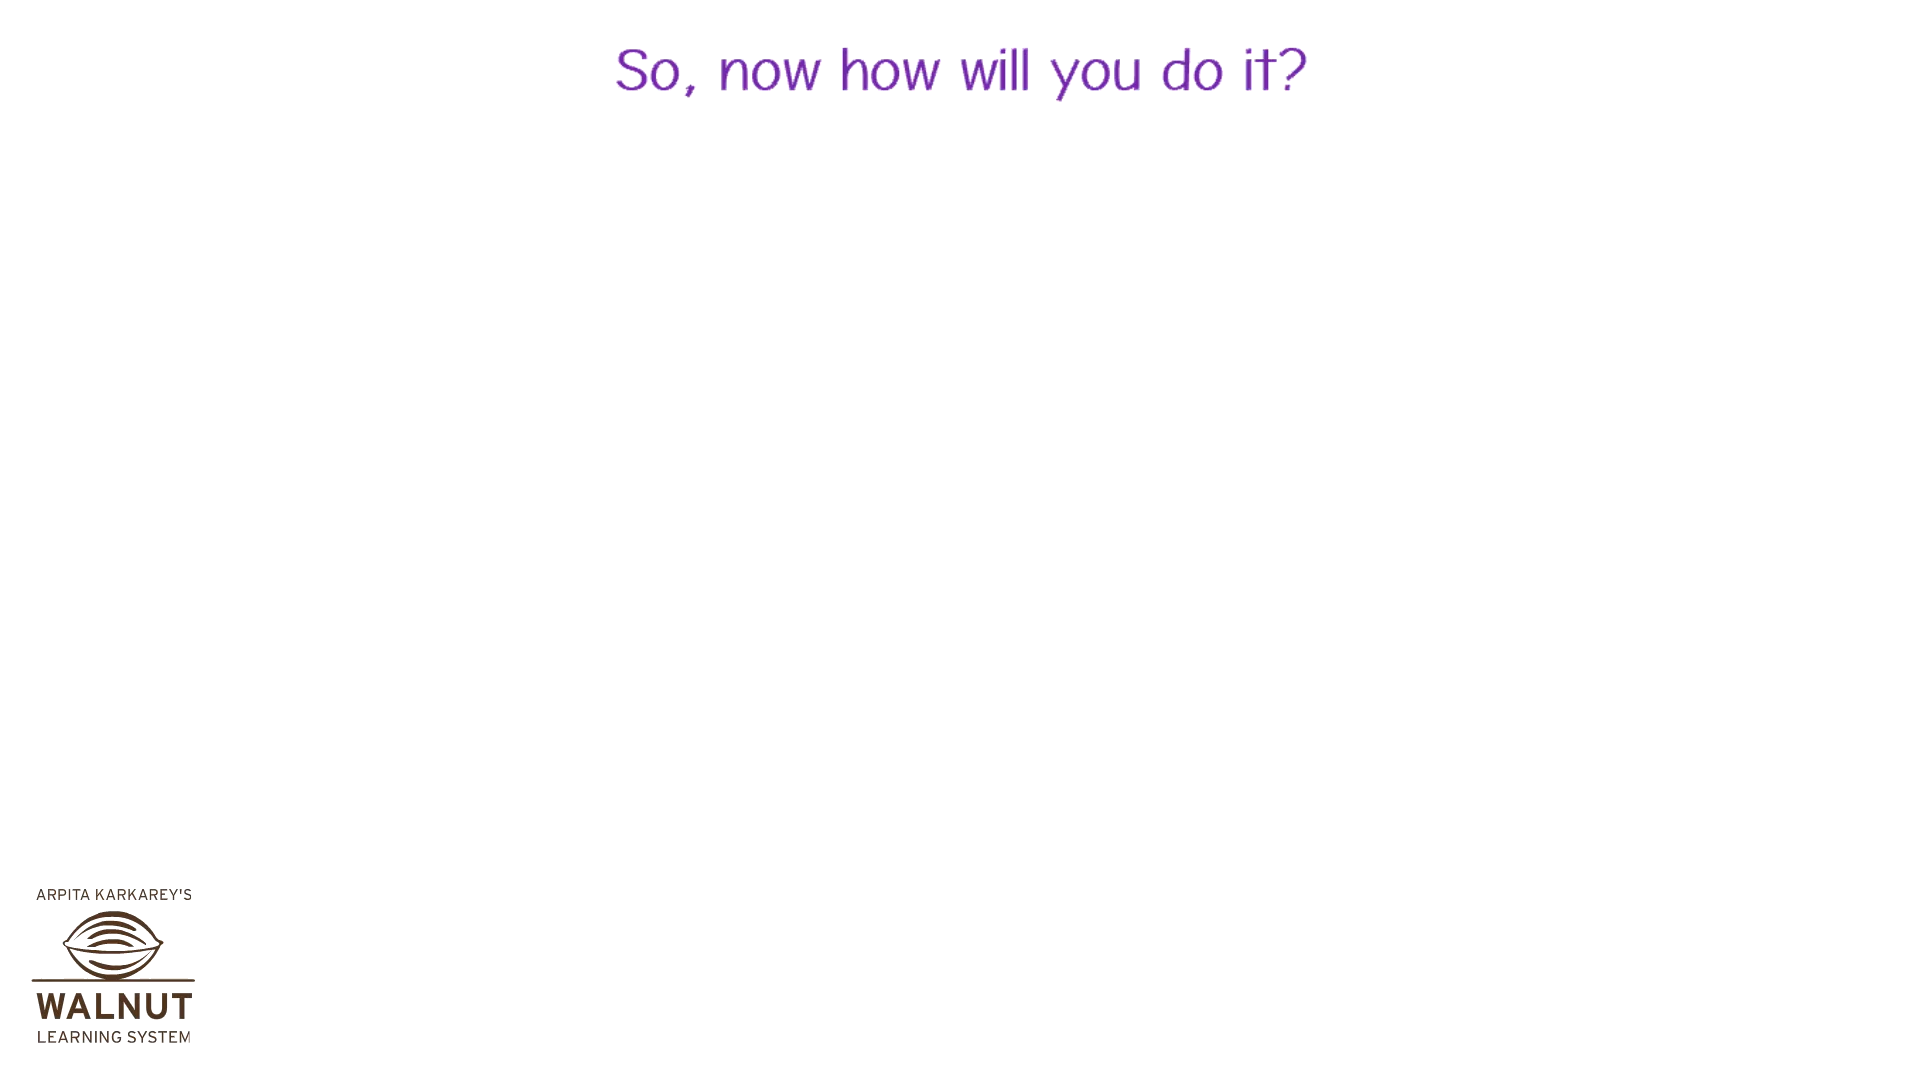 So, now how will you do it?
ARPITA KARKAREY'S
WALNUT
LEARNING SYSTEM